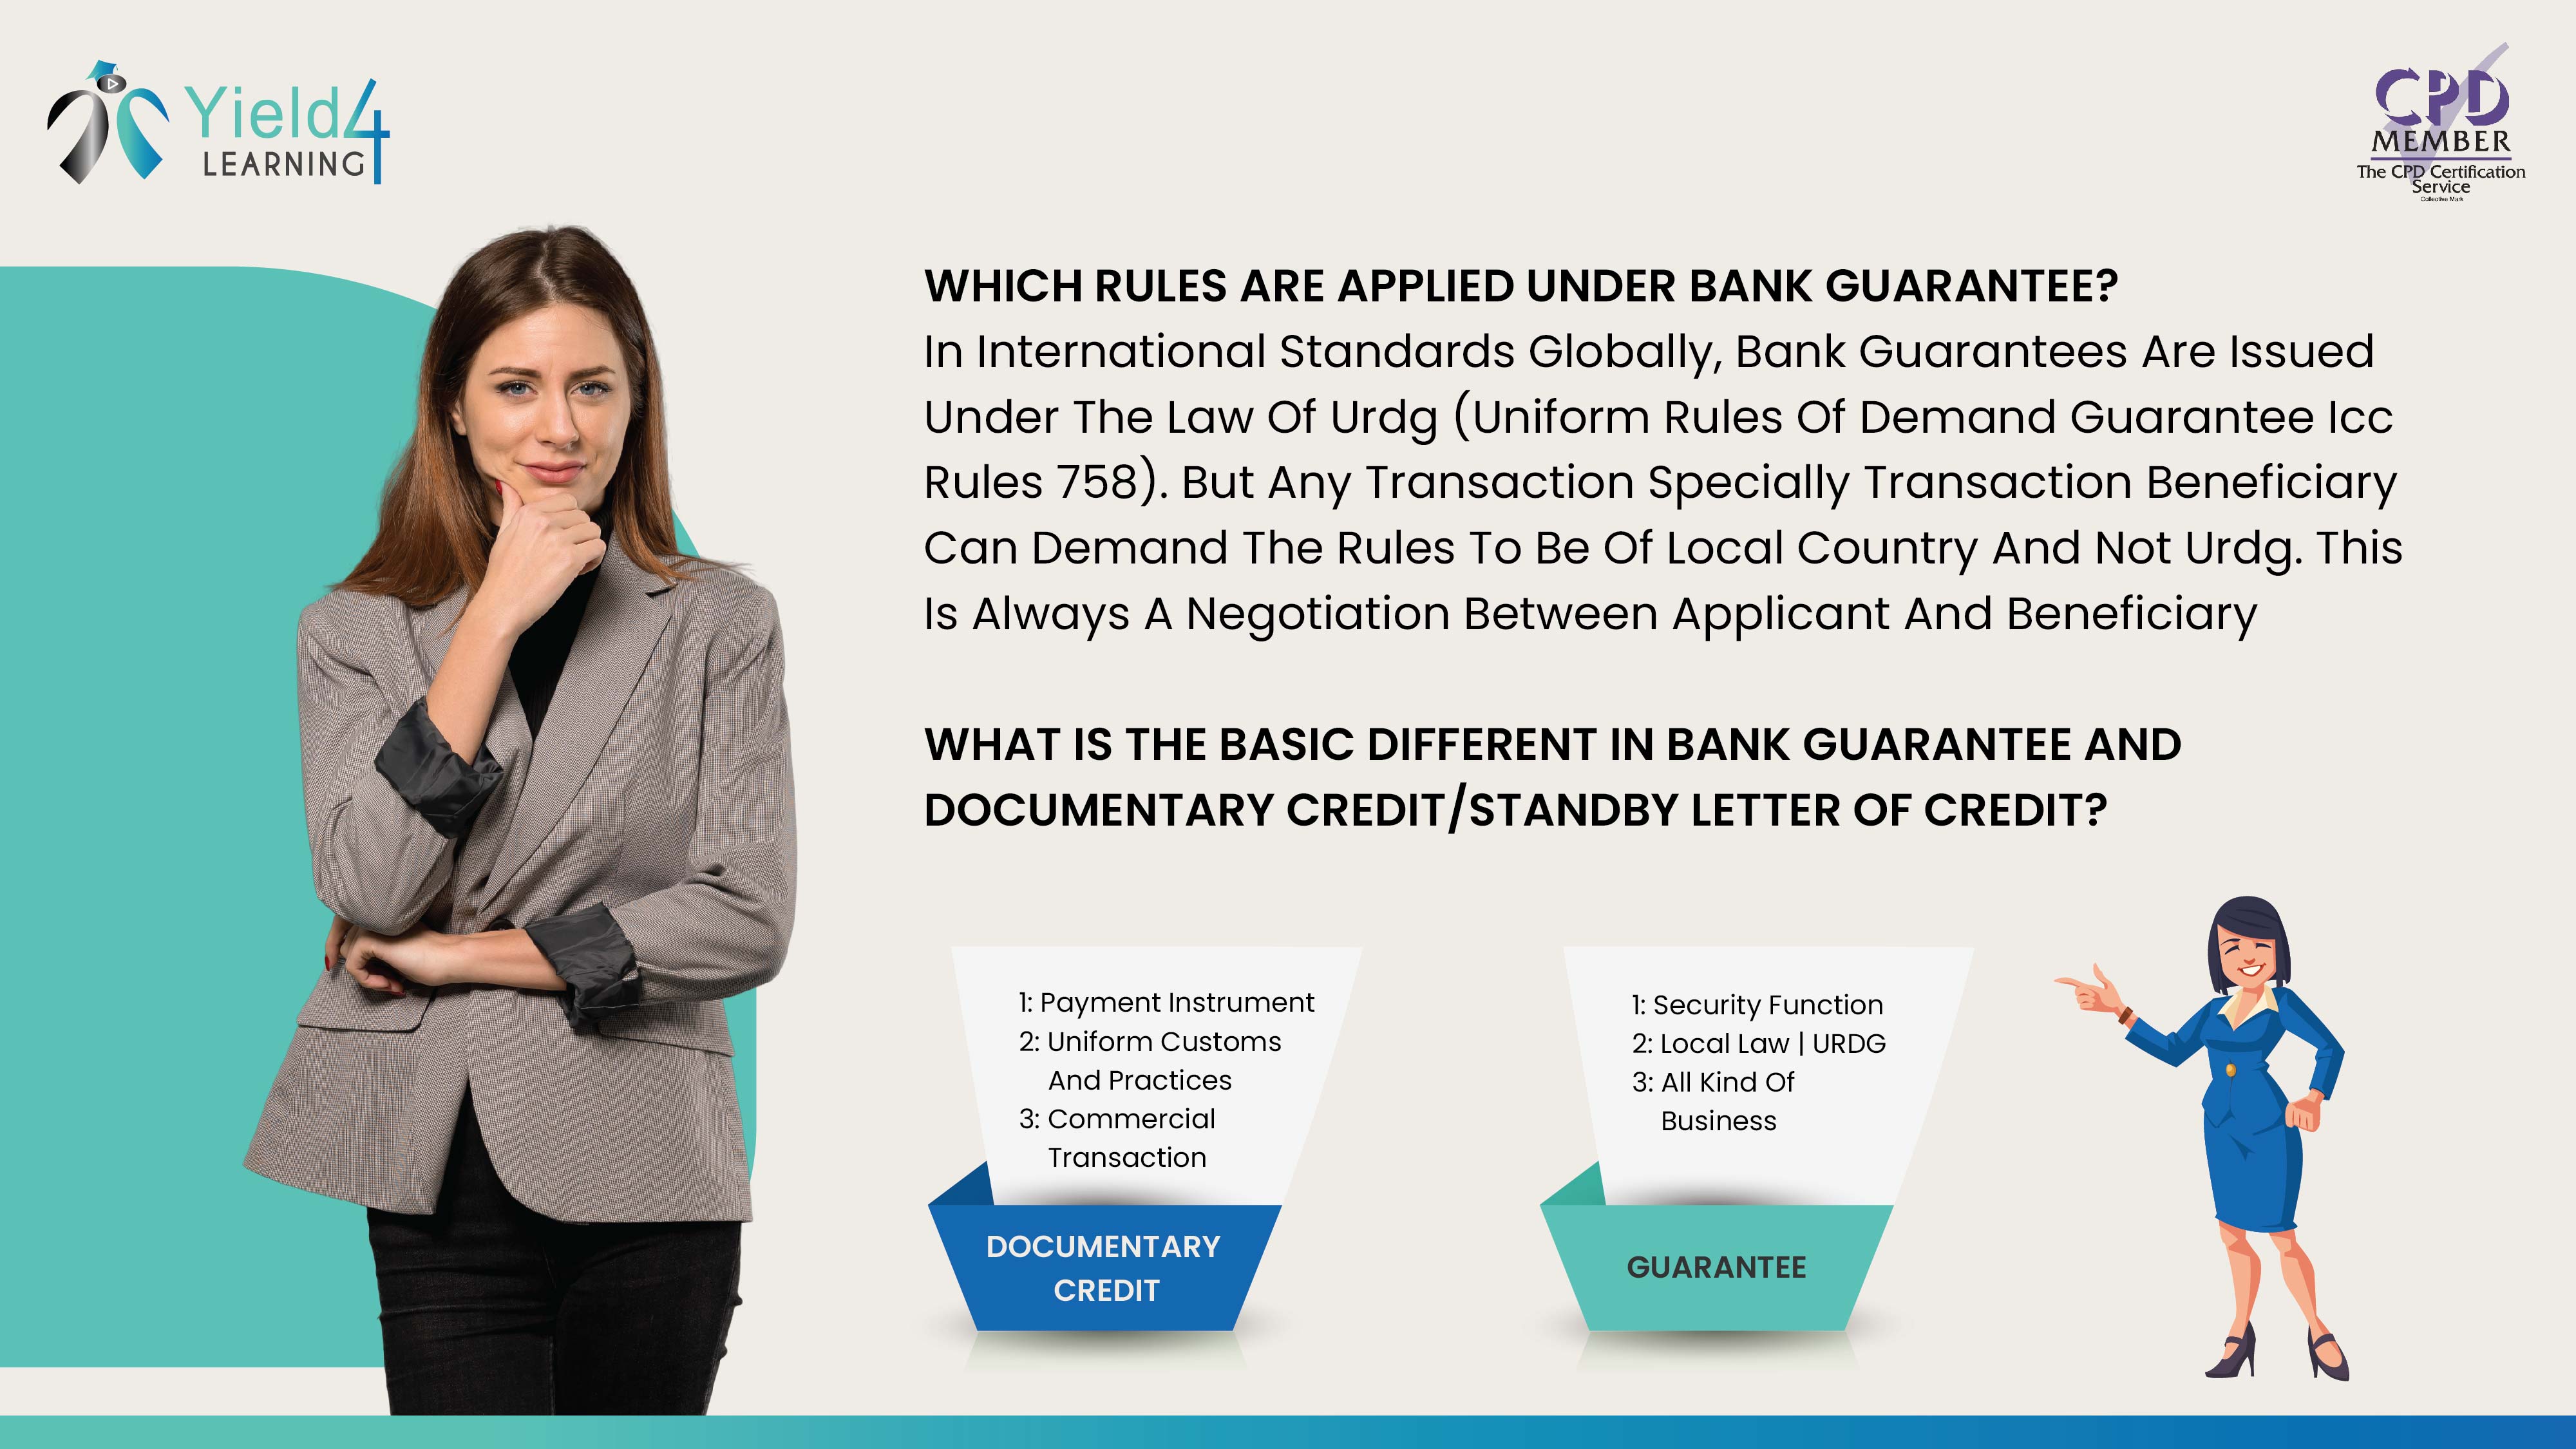 Yield4
LEARNING
CPD
MEMBER
The CPD Certification
Service
Collective Mark
WHICH RULES ARE APPLIED UNDER BANK GUARANTEE?
In International Standards Globally, Bank Guarantees Are Issued
Under The Law Of Urdg (Uniform Rules Of Demand Guarantee Icc
Rules 758). But Any Transaction Specially Transaction Beneficiary
Can Demand The Rules To Be Of Local Country And Not Urdg. This
Is Always A Negotiation Between Applicant And Beneficiary
WHAT IS THE BASIC DIFFERENT IN BANK GUARANTEE AND
DOCUMENTARY CREDIT/STANDBY LETTER OF CREDIT?
1: Payment Instrument
2: Uniform Customs
And Practices
3: Commercial
Transaction
DOCUMENTARY
CREDIT
1: Security Function
2: Local Law | URDG
3: All Kind Of
Business
GUARANTEE